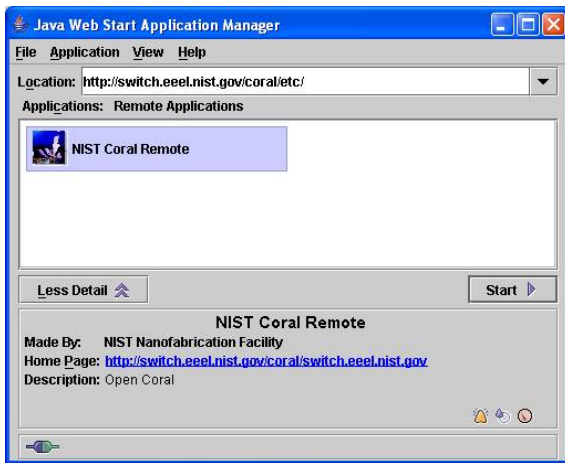 Java Web Start Application Manager
File Application View Help
Location: http://switch.eeel.nist.gov/coral/etc/
Applications: Remote Applications
NIST Coral Remote
Less Detail
Start
NIST Coral Remote
Made By: NIST Nanofabrication Facility
Home Page: http://switch.eeel.nist.gov/coral/switch.eeel.nist.gov
Description: Open Coral